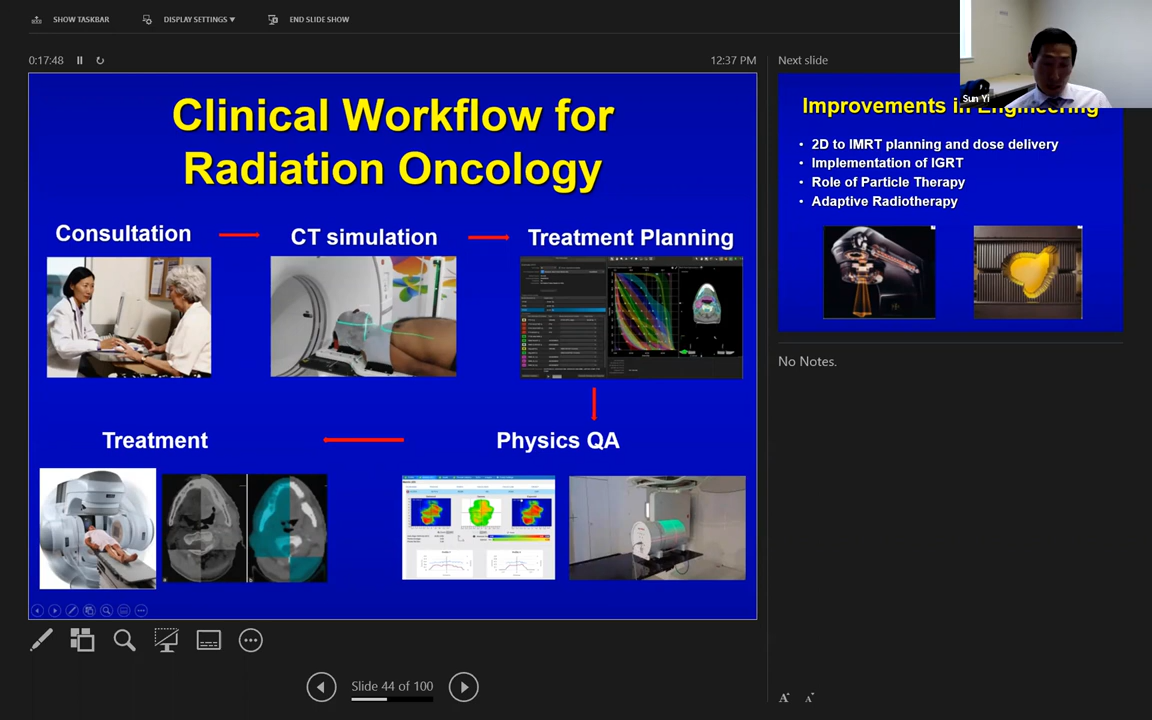 SHOW TASKBAR
DISPLAY SETTINGS ▼
END SLIDE SHOW
0:17:48
12:37 PM
Next slide
Sun Yi
Clinical Workflow for
Radiation Oncology
Consultation
CT simulation
Treatment Planning
Treatment
Physics QA
Improvements in Engineering
• 2D to IMRT planning and dose delivery
• Implementation of IGRT
• Role of Particle Therapy
• Adaptive Radiotherapy
No Notes.
Slide 44 of 100
A A